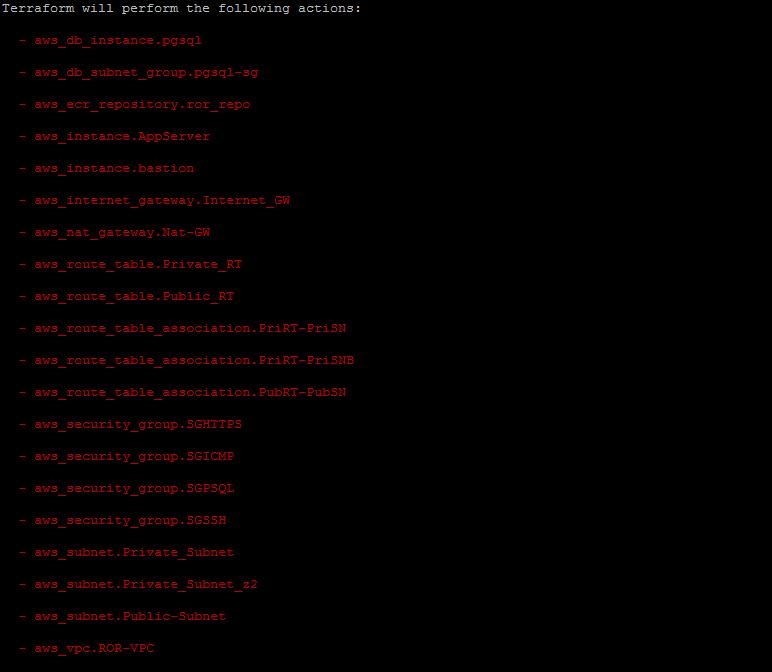 Terraform will perform the following actions:
- aws_db_instance.pgsql
- aws_db_subnet_group.pgsql-sg
- aws_ecr_repository.ror_repo
- aws_instance.AppServer
- aws_instance.bastion
- aws_internet_gateway.Internet_GW
- aws_nat_gateway.Nat-GW
- aws_route_table.Private_RT
- aws_route_table.Public_RT
- aws_route_table_association.PriRT-PriSN
- aws_route_table_association.PriRT-PriSNB
- aws_route_table_association.PubRT-PubSN
- aws_security_group.SGHTTPS
- aws_security_group.SGICMP
- aws_security_group.SGPSQL
- aws_security_group.SGSSH
- aws_subnet.Private_Subnet
- aws_subnet.Private_Subnet_z2
- aws_subnet.Public-Subnet
- aws_vpc.ROR-VPC